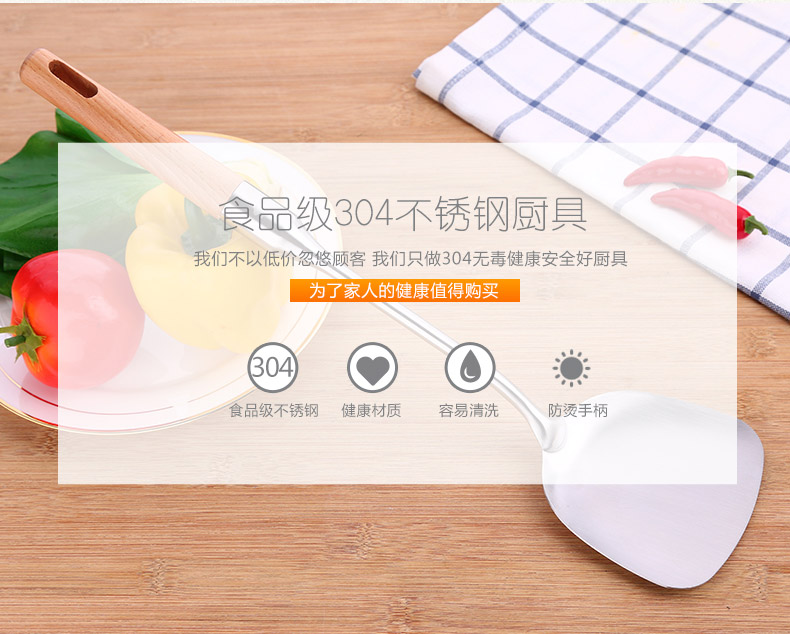 食品级304不锈钢厨具
我们不以低价忽悠顾客 我们只做304无毒健康安全好厨具
为了家人的健康值得购买
304
食品级不锈钢 健康材质 容易清洗 防烫手柄